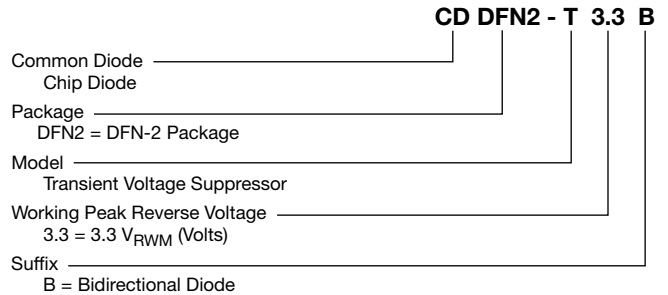 CD DFN2 - T 3.3 B
Common Diode
Chip Diode
Package
DFN2 = DFN-2 Package
Model
Transient Voltage Suppressor
Working Peak Reverse Voltage
3.3 = 3.3 VRWM (Volts)
Suffix
B = Bidirectional Diode